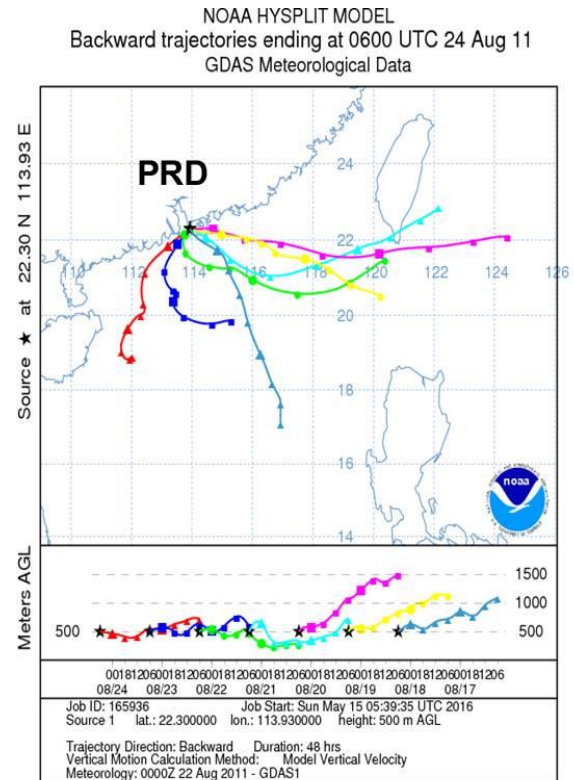 NOAA HYSPLIT MODEL
Backward trajectories ending at 0600 UTC 24 Aug 11
GDAS Meteorological Data
Source ★ at 22.30 N 113.93 E
PRD
24
22
110 112 114 116 118 120 122 124 126
20
18
16
14
noaa
Meters AGL
1500
1000
500 500
00181206001812060018120600181206001812060018120600181206001812 06
08/24 08/23 08/22 08/21 08/20 08/19 08/18 08/17
Job ID: 165936 Job Start: Sun May 15 05:39:35 UTC 2016
Source 1 lat.: 22.300000 lon.: 113.930000 height: 500 m AGL
Trajectory Direction: Backward Duration: 48 hrs
Vertical Motion Calculation Method: Model Vertical Velocity
Meteorology: 0000Z 22 Aug 2011 - GDAS1